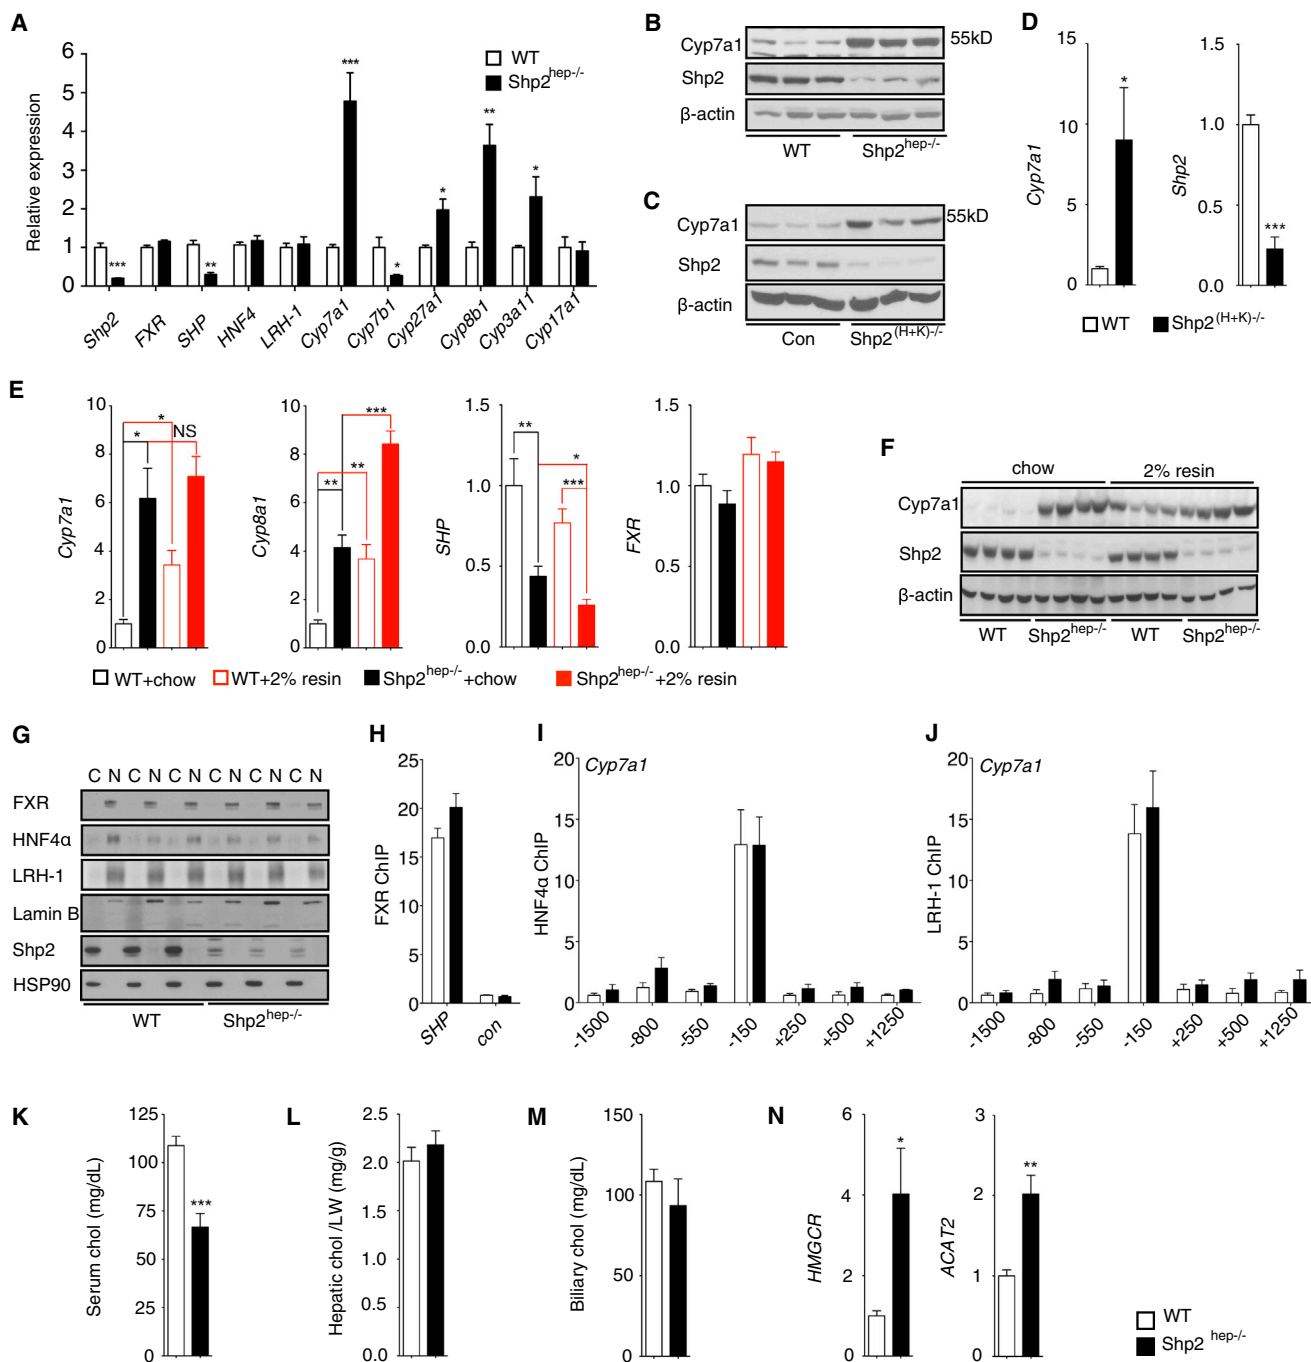 A
6
5
4
3
2
1
0
Relative expression
WT
Shp2hep-/-
***
**
***
*
*
**
*
Shp2
FXR
SHP
HNF4
LRH-1
Cyp7a1
Cyp7b1
Cyp27a1
Cyp8b1
Cyp3a11
Cyp17a1
B
Cyp7a1
55kD
Shp2
β-actin
WT
Shp2hep-/-
C
Cyp7a1
55kD
Shp2
β-actin
Con
Shp2(H+K)-/-
D
15
10
5
0
Cyp7a1
*
1.5
1.0
0.5
0.0
Shp2
***
WT
Shp2(H+K)-/-
E
10
8
6
4
2
0
Cyp7a1
*
*
NS
10
8
6
4
2
0
Cyp8a1
***
**
**
1.5
1.0
0.5
0.0
SHP
**
*
***
1.5
1.0
0.5
0.0
FXR
WT+chow
WT+2% resin
Shp2hep-/-+chow
Shp2hep-/-+2% resin
F
chow
2% resin
Cyp7a1
Shp2
β-actin
WT
Shp2hep-/-
WT
Shp2hep-/-
G
C N C N C N C N C N C N
FXR
HNF4α
LRH-1
Lamin B
Shp2
HSP90
WT
Shp2hep-/-
H
25
20
15
10
5
0
FXR ChIP
SHP
con
I
20
15
10
5
0
HNF4α ChIP
Cyp7a1
-1500
-800
-550
-150
+250
+500
+1250
J
20
15
10
5
0
LRH-1 ChIP
Cyp7a1
-1500
-800
-550
-150
+250
+500
+1250
K
125
100
75
50
25
0
Serum chol (mg/dL)
***
L
2.5
2.0
1.5
1.0
0.5
0.0
Hepatic chol /LW (mg/g)
M
150
100
50
0
Biliary chol (mg/dL)
N
6
4
2
0
HMGCR
*
3
2
1
0
ACAT2
**
WT
Shp2 hep-/-